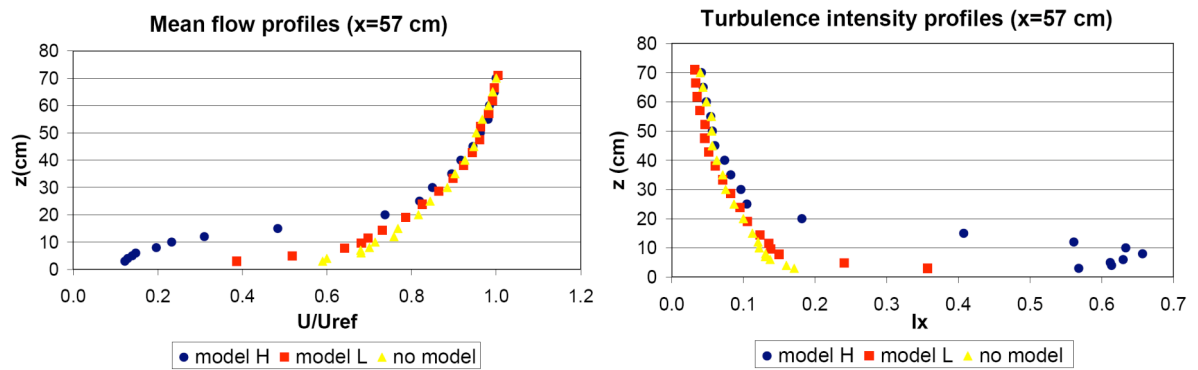 Mean flow profiles (x=57 cm)
80
70
60
50
40
30
20
10
0
z(cm)
0.0 0.2 0.4 0.6 0.8 1.0 1.2
U/Uref
model H model L no model
Turbulence intensity profiles (x=57 cm)
80
70
60
50
40
30
20
10
0
z (cm)
0.0 0.1 0.2 0.3 0.4 0.5 0.6 0.7
Ix
model H model L no model